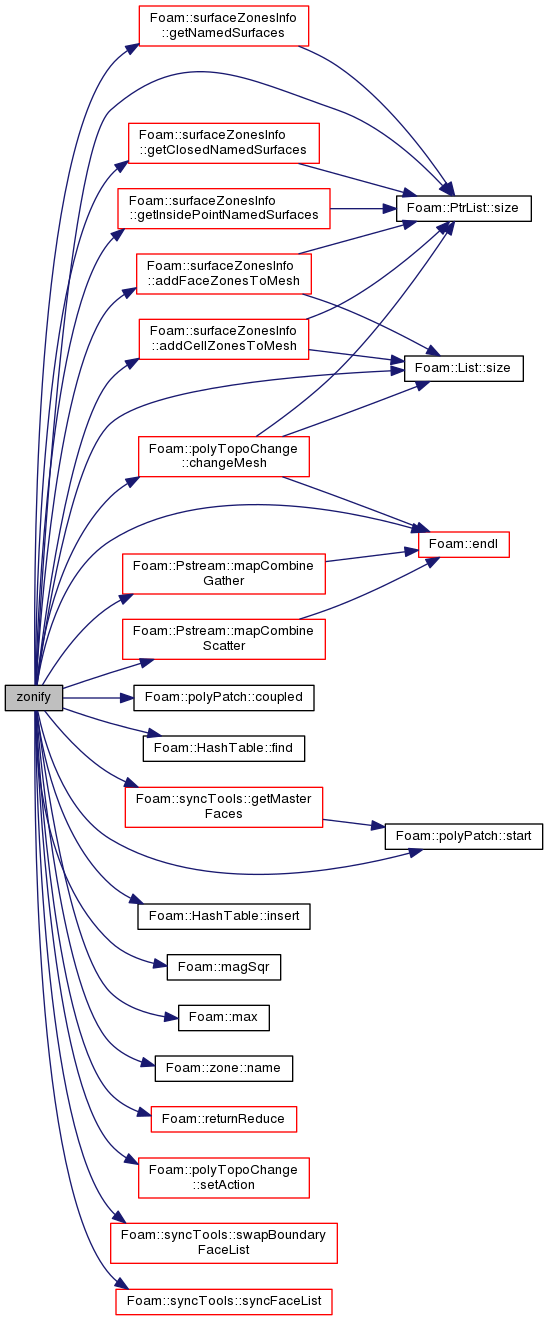 Foam::surfaceZonesInfo
::getNamedSurfaces
Foam::surfaceZonesInfo
::getClosedNamedSurfaces
Foam::surfaceZonesInfo
::getInsidePointNamedSurfaces
Foam::PtrList::size
Foam::surfaceZonesInfo
::addFaceZonesToMesh
Foam::surfaceZonesInfo
::addCellZonesToMesh
Foam::List::size
Foam::polyTopoChange
::changeMesh
Foam::endl
Foam::Pstream::mapCombine
Gather
Foam::Pstream::mapCombine
Scatter
zonify
Foam::polyPatch::coupled
Foam::HashTable::find
Foam::syncTools::getMaster
Faces
Foam::polyPatch::start
Foam::HashTable::insert
Foam::magSqr
Foam::max
Foam::zone::name
Foam::returnReduce
Foam::polyTopoChange
::setAction
Foam::syncTools::swapBoundary
FaceList
Foam::syncTools::syncFaceList